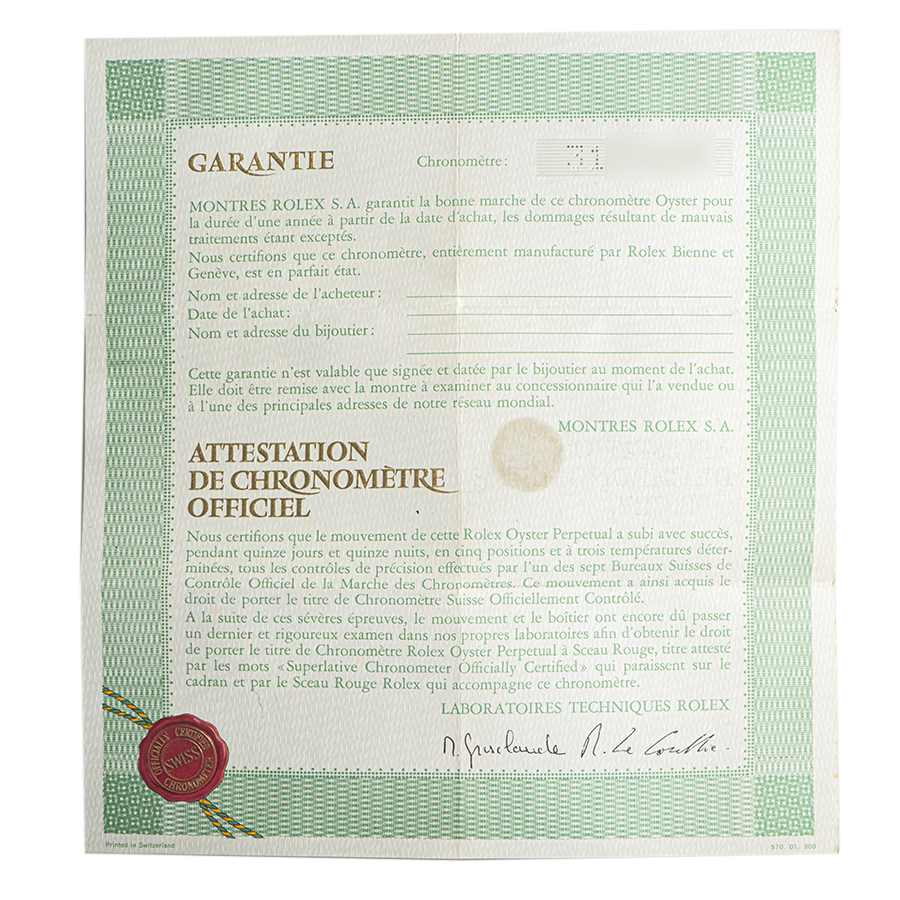 GARANTIE
Chronomètre: 31
MONTRES ROLEX S. A. garantit la bonne marche de ce chronomètre Oyster pour
la durée d'une année à partir de la date d'achat, les dommages résultant de mauvais
traitements étant exceptés.
Nous certifions que ce chronomètre, entièrement manufacturé par Rolex Bienne et
Genève, est en parfait état.
Nom et adresse de l'acheteur:
Date de l'achat:
Nom et adresse du bijoutier:
Cette garantie n'est valable que signée et datée par le bijoutier au moment de l'achat.
Elle doit être remise avec la montre à examiner au concessionnaire qui l'a vendue ou
à l'une des principales adresses de notre réseau mondial.
MONTRES ROLEX S. A.
ATTESTATION
DE CHRONOMÈTRE
OFFICIEL
Nous certifions que le mouvement de cette Rolex Oyster Perpetual a subi avec succès,
pendant quinze jours et quinze nuits, en cinq positions et à trois températures déter-
minées, tous les contrôles de précision effectués par l'un des sept Bureaux Suisses de
Contrôle Officiel de la Marche des Chronomètres. Ce mouvement a ainsi acquis le
droit de porter le titre de Chronomètre Suisse Officiellement Contrôlé.
A la suite de ces sévères épreuves, le mouvement et le boîtier ont encore dû passer
un dernier et rigoureux examen dans nos propres laboratoires afin d'obtenir le droit
de porter le titre de Chronomètre Rolex Oyster Perpetual à Sceau Rouge, titre attesté
par les mots «Superlative Chronometer Officially Certified» qui paraissent sur le
cadran et par le Sceau Rouge Rolex qui accompagne ce chronomètre.
LABORATOIRES TECHNIQUES ROLEX
R. Le Coultre.
OFFICIALLY CERTIFIED
SWISS
CHRONOMETER
Printed in Switzerland
570. 01. 300